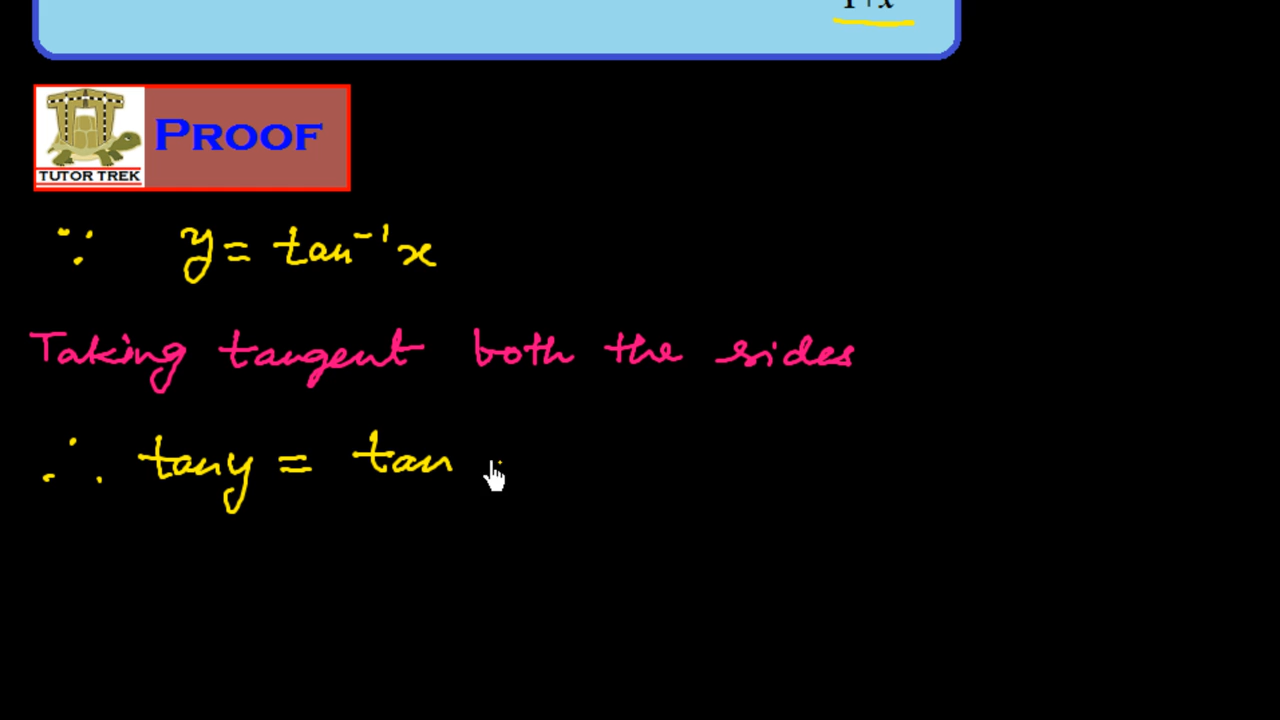 TUTOR TREK
PROOF
∵ y = tan⁻¹x
Taking tangent both the sides
∴ tany = tan